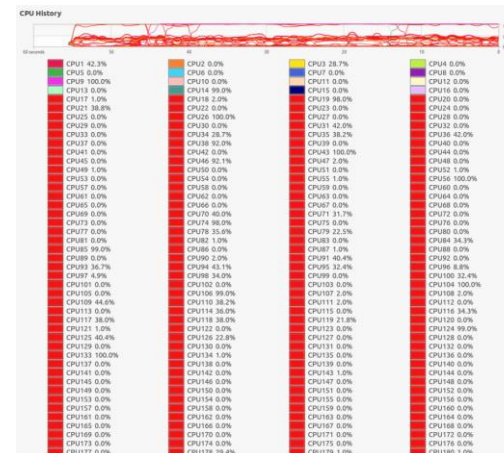 CPU History
60 seconds 50 40 30 20 10 0
CPU1 42.3% CPU2 0.0% CPU3 28.7% CPU4 0.0%
CPU5 0.0% CPU6 0.0% CPU7 0.0% CPU8 0.0%
CPU9 100.0% CPU10 0.0% CPU11 0.0% CPU12 0.0%
CPU13 0.0% CPU14 99.0% CPU15 0.0% CPU16 0.0%
CPU17 1.0% CPU18 2.0% CPU19 98.0% CPU20 0.0%
CPU21 38.8% CPU22 0.0% CPU23 0.0% CPU24 0.0%
CPU25 0.0% CPU26 100.0% CPU27 0.0% CPU28 0.0%
CPU29 0.0% CPU30 0.0% CPU31 42.0% CPU32 0.0%
CPU33 0.0% CPU34 28.7% CPU35 38.2% CPU36 42.0%
CPU37 0.0% CPU38 92.0% CPU39 0.0% CPU40 0.0%
CPU41 0.0% CPU42 0.0% CPU43 100.0% CPU44 0.0%
CPU45 0.0% CPU46 92.1% CPU47 2.0% CPU48 0.0%
CPU49 1.0% CPU50 0.0% CPU51 0.0% CPU52 1.0%
CPU53 0.0% CPU54 0.0% CPU55 1.0% CPU56 100.0%
CPU57 0.0% CPU58 0.0% CPU59 0.0% CPU60 0.0%
CPU61 0.0% CPU62 0.0% CPU63 0.0% CPU64 0.0%
CPU65 0.0% CPU66 0.0% CPU67 0.0% CPU68 0.0%
CPU69 0.0% CPU70 40.0% CPU71 31.7% CPU72 0.0%
CPU73 0.0% CPU74 98.0% CPU75 0.0% CPU76 0.0%
CPU77 0.0% CPU78 35.6% CPU79 22.5% CPU80 0.0%
CPU81 0.0% CPU82 1.0% CPU83 0.0% CPU84 34.3%
CPU85 99.0% CPU86 0.0% CPU87 1.0% CPU88 0.0%
CPU89 0.0% CPU90 2.0% CPU91 40.4% CPU92 0.0%
CPU93 36.7% CPU94 43.1% CPU95 32.4% CPU96 8.8%
CPU97 4.9% CPU98 34.0% CPU99 0.0% CPU100 32.4%
CPU101 0.0% CPU102 0.0% CPU103 0.0% CPU104 100.0%
CPU105 0.0% CPU106 99.0% CPU107 2.0% CPU108 2.0%
CPU109 44.6% CPU110 38.2% CPU111 2.0% CPU112 0.0%
CPU113 0.0% CPU114 36.0% CPU115 0.0% CPU116 34.3%
CPU117 38.0% CPU118 38.0% CPU119 21.8% CPU120 0.0%
CPU121 1.0% CPU122 0.0% CPU123 0.0% CPU124 99.0%
CPU125 40.4% CPU126 22.8% CPU127 0.0% CPU128 0.0%
CPU129 0.0% CPU130 0.0% CPU131 0.0% CPU132 0.0%
CPU133 100.0% CPU134 1.0% CPU135 0.0% CPU136 0.0%
CPU137 0.0% CPU138 0.0% CPU139 0.0% CPU140 0.0%
CPU141 0.0% CPU142 0.0% CPU143 1.0% CPU144 0.0%
CPU145 0.0% CPU146 0.0% CPU147 0.0% CPU148 0.0%
CPU149 0.0% CPU150 0.0% CPU151 0.0% CPU152 0.0%
CPU153 0.0% CPU154 0.0% CPU155 0.0% CPU156 0.0%
CPU157 0.0% CPU158 0.0% CPU159 0.0% CPU160 0.0%
CPU161 0.0% CPU162 0.0% CPU163 0.0% CPU164 0.0%
CPU165 0.0% CPU166 0.0% CPU167 0.0% CPU168 0.0%
CPU169 0.0% CPU170 0.0% CPU171 0.0% CPU172 0.0%
CPU173 0.0% CPU174 0.0% CPU175 0.0% CPU176 0.0%
CPU177 0.0% CPU178 29.4% CPU179 1.0% CPU180 1.0%